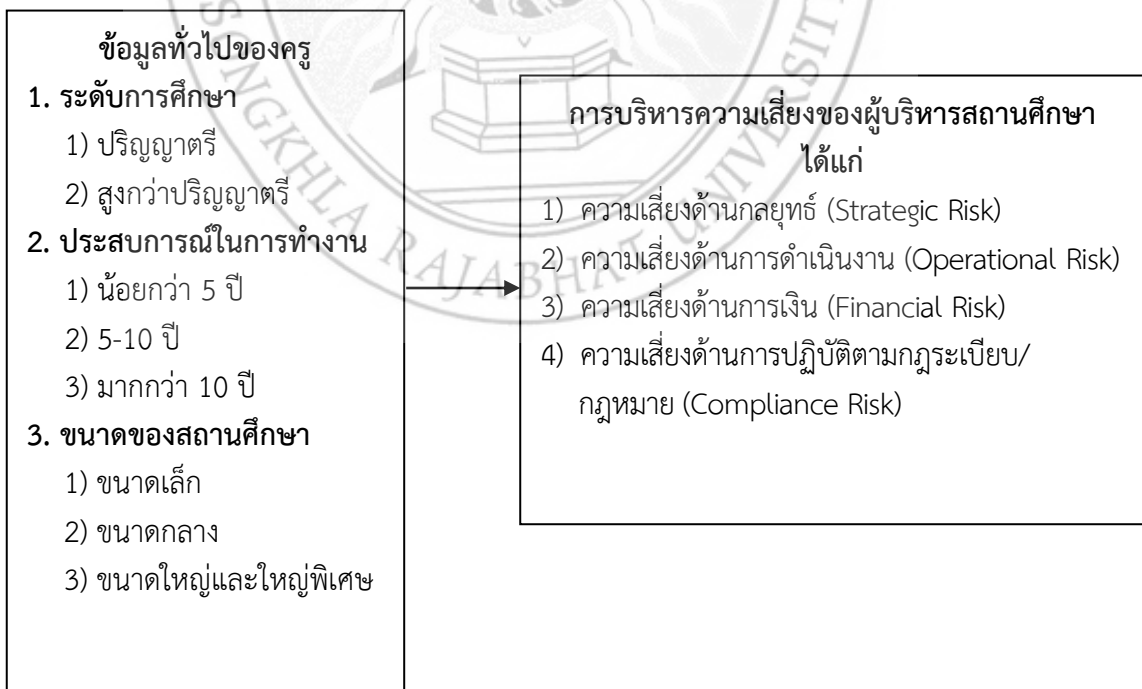 SONGKHLA RAJABHAT UNIVERSIT
ข้อมูลทั่วไปของครู
1. ระดับการศึกษา
1) ปริญญาตรี
2) สูงกว่าปริญญาตรี
2. ประสบการณ์ในการทำงาน
1) น้อยกว่า 5 ปี
2) 5-10 ปี
3) มากกว่า 10 ปี
3. ขนาดของสถานศึกษา
1) ขนาดเล็ก
2) ขนาดกลาง
3) ขนาดใหญ่และใหญ่พิเศษ
การบริหารความเสี่ยงของผู้บริหารสถานศึกษา
ได้แก่
1) ความเสี่ยงด้านกลยุทธ์ (Strategic Risk)
2) ความเสี่ยงด้านการดำเนินงาน (Operational Risk)
3) ความเสี่ยงด้านการเงิน (Financial Risk)
4) ความเสี่ยงด้านการปฏิบัติตามกฎระเบียบ/
กฎหมาย (Compliance Risk)